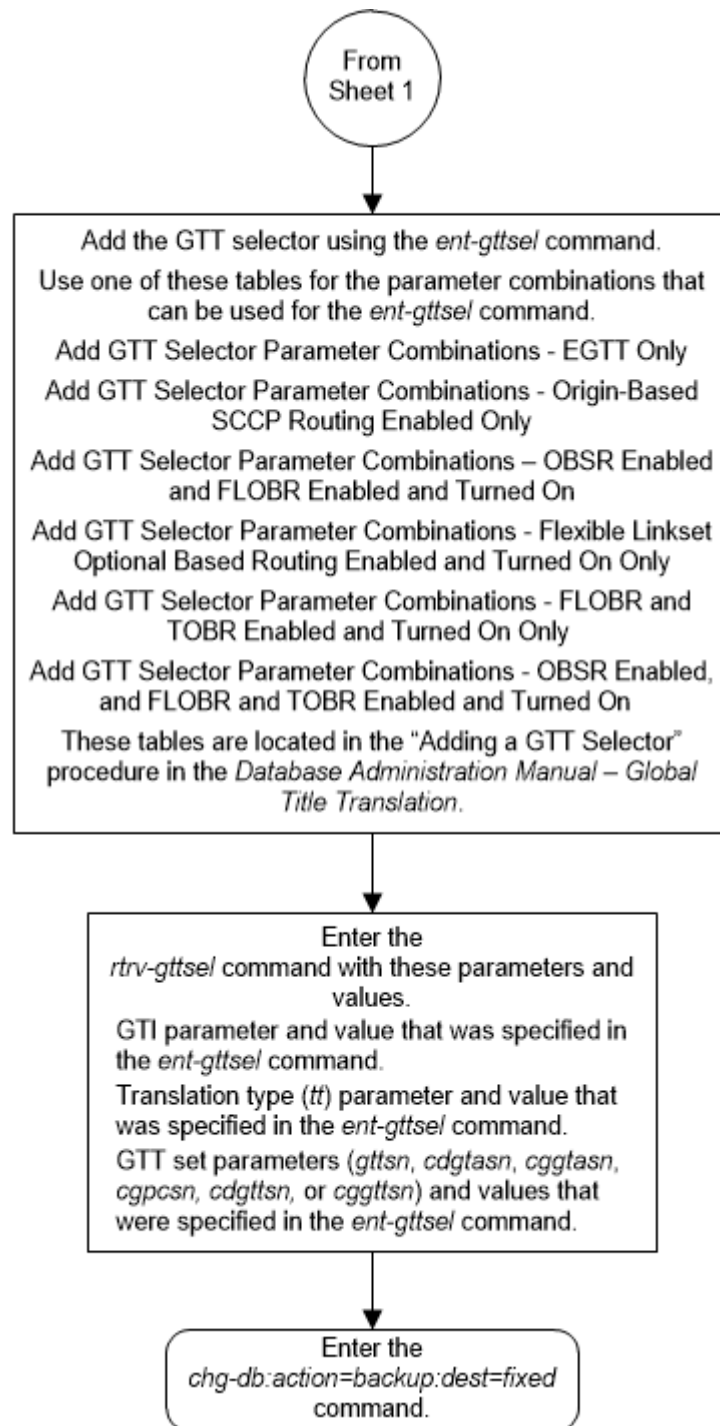 From
Sheet 1
Add the GTT selector using the ent-gttsel command.
Use one of these tables for the parameter combinations that
can be used for the ent-gttsel command.
Add GTT Selector Parameter Combinations - EGTT Only
Add GTT Selector Parameter Combinations - Origin-Based
SCCP Routing Enabled Only
Add GTT Selector Parameter Combinations – OBSR Enabled
and FLOBR Enabled and Turned On
Add GTT Selector Parameter Combinations - Flexible Linkset
Optional Based Routing Enabled and Turned On Only
Add GTT Selector Parameter Combinations - FLOBR and
TOBR Enabled and Turned On Only
Add GTT Selector Parameter Combinations - OBSR Enabled,
and FLOBR and TOBR Enabled and Turned On
These tables are located in the “Adding a GTT Selector”
procedure in the Database Administration Manual – Global
Title Translation.
Enter the
rtrv-gttsel command with these parameters and
values.
GTI parameter and value that was specified in
the ent-gttsel command.
Translation type (tt) parameter and value that
was specified in the ent-gttsel command.
GTT set parameters (gttsn, cdgtasn, cggtasn,
cgpcsn, cdgttsn, or cggttsn) and values that
were specified in the ent-gttsel command.
Enter the
chg-db:action=backup:dest=fixed
command.